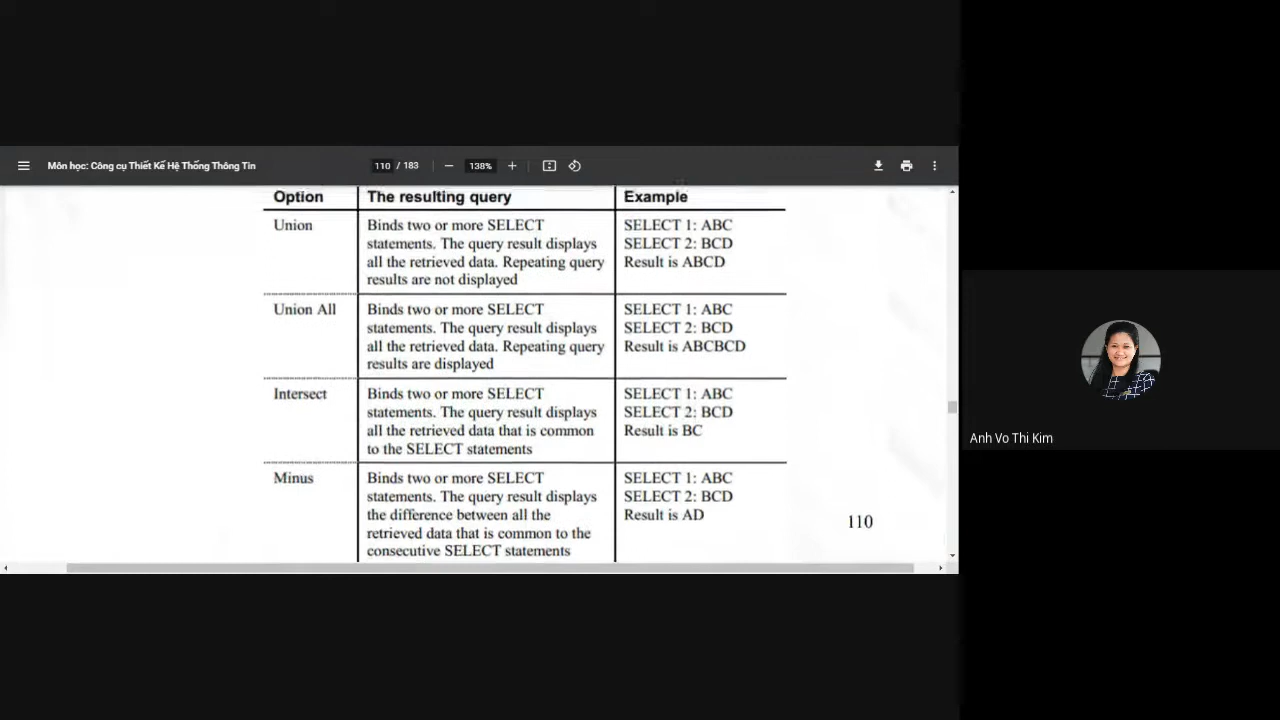 Môn học: Công cụ Thiết Kế Hệ Thống Thông Tin
110 / 183
138%
Option The resulting query Example
Union
Binds two or more SELECT
statements. The query result displays
all the retrieved data. Repeating query
results are not displayed
SELECT 1: ABC
SELECT 2: BCD
Result is ABCD
Union All
Binds two or more SELECT
statements. The query result displays
all the retrieved data. Repeating query
results are displayed
SELECT 1: ABC
SELECT 2: BCD
Result is ABCBCD
Intersect
Binds two or more SELECT
statements. The query result displays
all the retrieved data that is common
to the SELECT statements
SELECT 1: ABC
SELECT 2: BCD
Result is BC
Minus
Binds two or more SELECT
statements. The query result displays
the difference between all the
retrieved data that is common to the
consecutive SELECT statements
SELECT 1: ABC
SELECT 2: BCD
Result is AD
110
Anh Vo Thi Kim